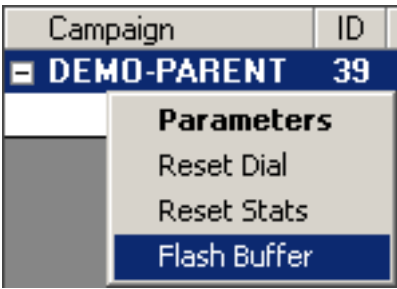 Campaign ID
DEMO-PARENT 39
Parameters
Reset Dial
Reset Stats
Flash Buffer